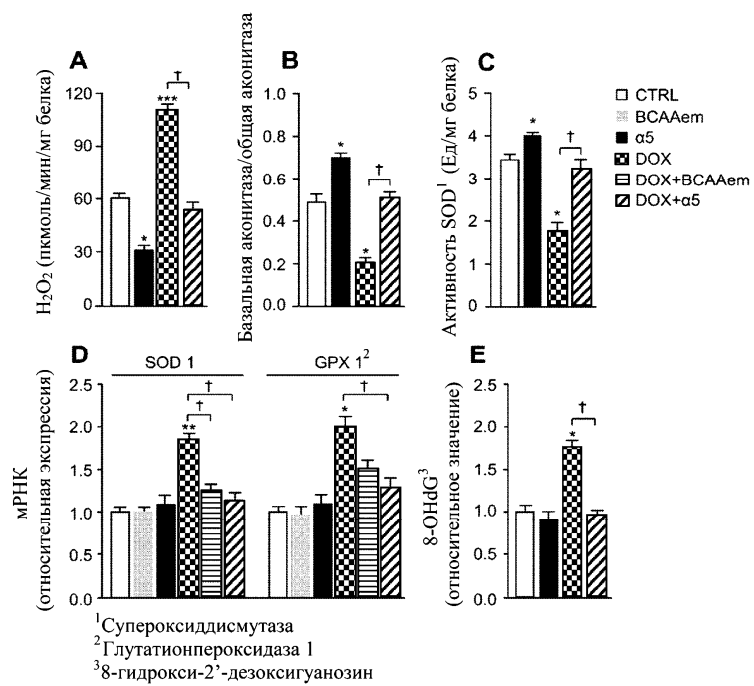 A
H₂O₂ (пкмоль/мин/мг белка)
120
90
60
30
0
*
***
†
B
Базальная аконитаза/общая аконитаза
1.0
0.8
0.6
0.4
0.2
0.0
*
*
†
C
Активность SOD¹ (Ед/мг белка)
5
4
3
2
1
0
*
*
†
CTRL
BCAAem
α5
DOX
DOX+BCAAem
DOX+α5
D
мРНК
(относительная экспрессия)
2.5
2.0
1.5
1.0
0.5
0.0
SOD 1
**
†
†
GPX 1²
*
†
E
8-OHdG³
(относительное значение)
2.5
2.0
1.5
1.0
0.5
0.0
*
†
¹Супероксиддисмутаза
²Глутатионпероксидаза 1
³8-гидрокси-2’-дезоксигуанозин